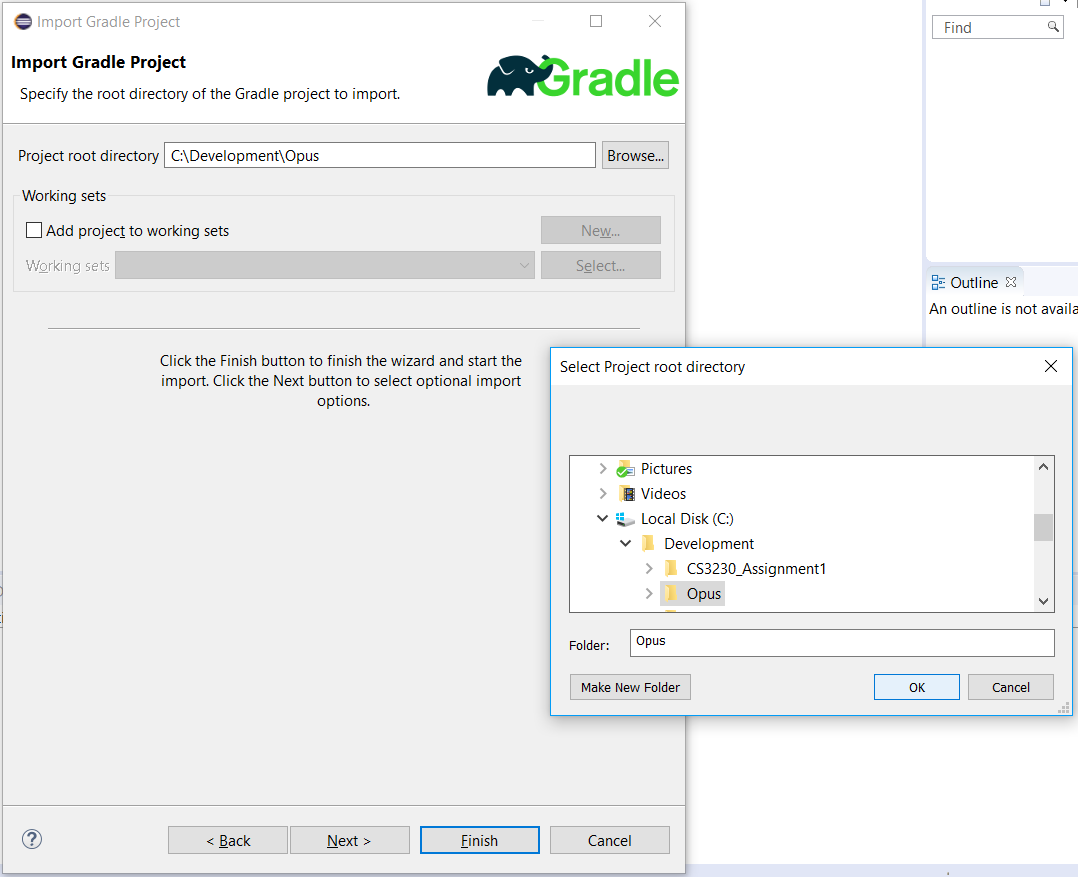 Import Gradle Project
Find
Import Gradle Project
Specify the root directory of the Gradle project to import.
Gradle
Project root directory C:\Development\Opus Browse...
Working sets
Add project to working sets New...
Working sets Select...
Outline
An outline is not availa
Click the Finish button to finish the wizard and start the
import. Click the Next button to select optional import
options.
Select Project root directory
Pictures
Videos
Local Disk (C:)
Development
CS3230_Assignment1
Opus
Folder: Opus
Make New Folder OK Cancel
? < Back Next > Finish Cancel